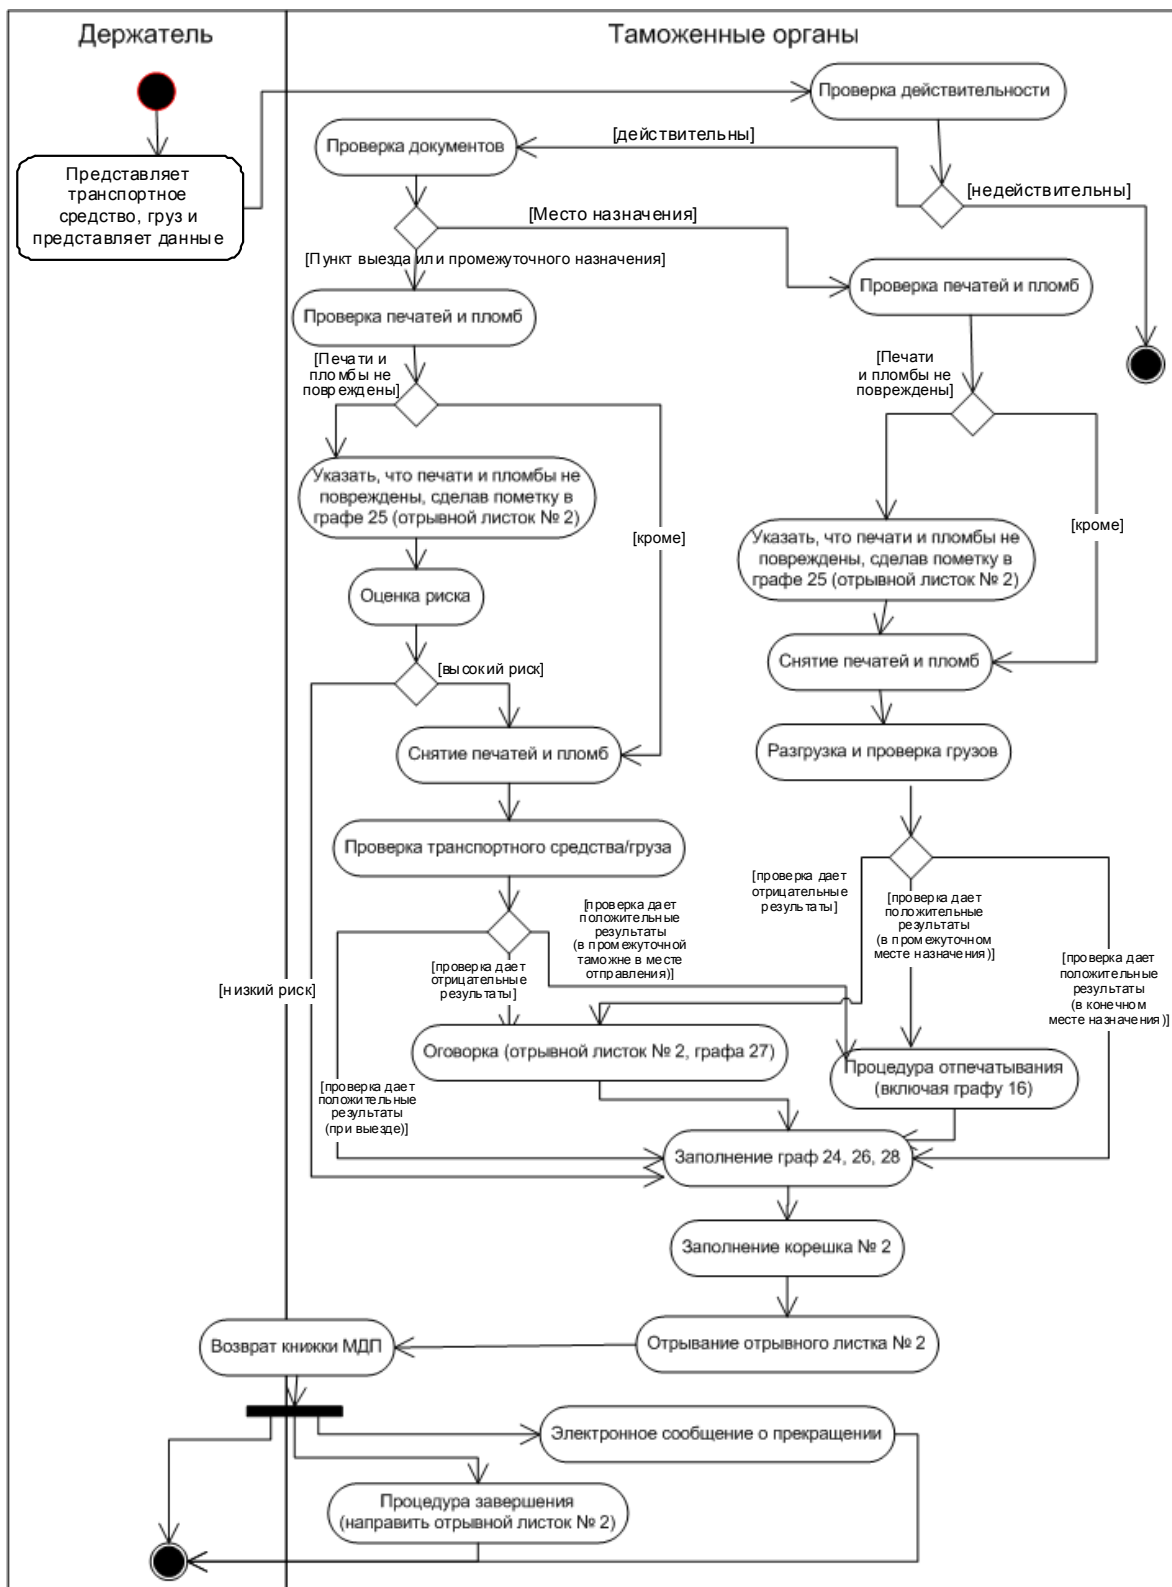 Держатель
Таможенные органы
Проверка действительности
[действительны]
Проверка документов
[недействительны]
Представляет
транспортное
средство, груз и
представляет данные
[Место назначения]
[Пункт выезда или промежуточного назначения]
Проверка печатей и пломб
Проверка печатей и пломб
[Печати и
пломбы не
повреждены]
[Печати
и пломбы не
повреждены]
Указать, что печати и пломбы не
повреждены, сделав пометку в
графе 25 (отрывной листок № 2)
[кроме]
[кроме]
Указать, что печати и пломбы не
повреждены, сделав пометку в
графе 25 (отрывной листок № 2)
Оценка риска
[высокий риск]
Снятие печатей и пломб
Снятие печатей и пломб
Разгрузка и проверка грузов
Проверка транспортного средства/груза
[проверка дает
отрицательные
результаты]
[проверка дает
положительные
результаты
(в промежуточной
таможне в месте
отправления)]
[проверка дает
положительные
результаты
(в промежуточном
месте назначения)]
[проверка дает
отрицательные
результаты]
[проверка дает
положительные
результаты
(в конечном
месте назначения)]
[низкий риск]
Оговорка (отрывной листок № 2, графа 27)
Процедура отпечатывания
(включая графу 16)
[проверка дает
положительные
результаты
(при выезде)]
Заполнение граф 24, 26, 28
Заполнение корешка № 2
Возврат книжки МДП
Отрывание отрывного листка № 2
Электронное сообщение о прекращении
Процедура завершения
(направить отрывной листок № 2)